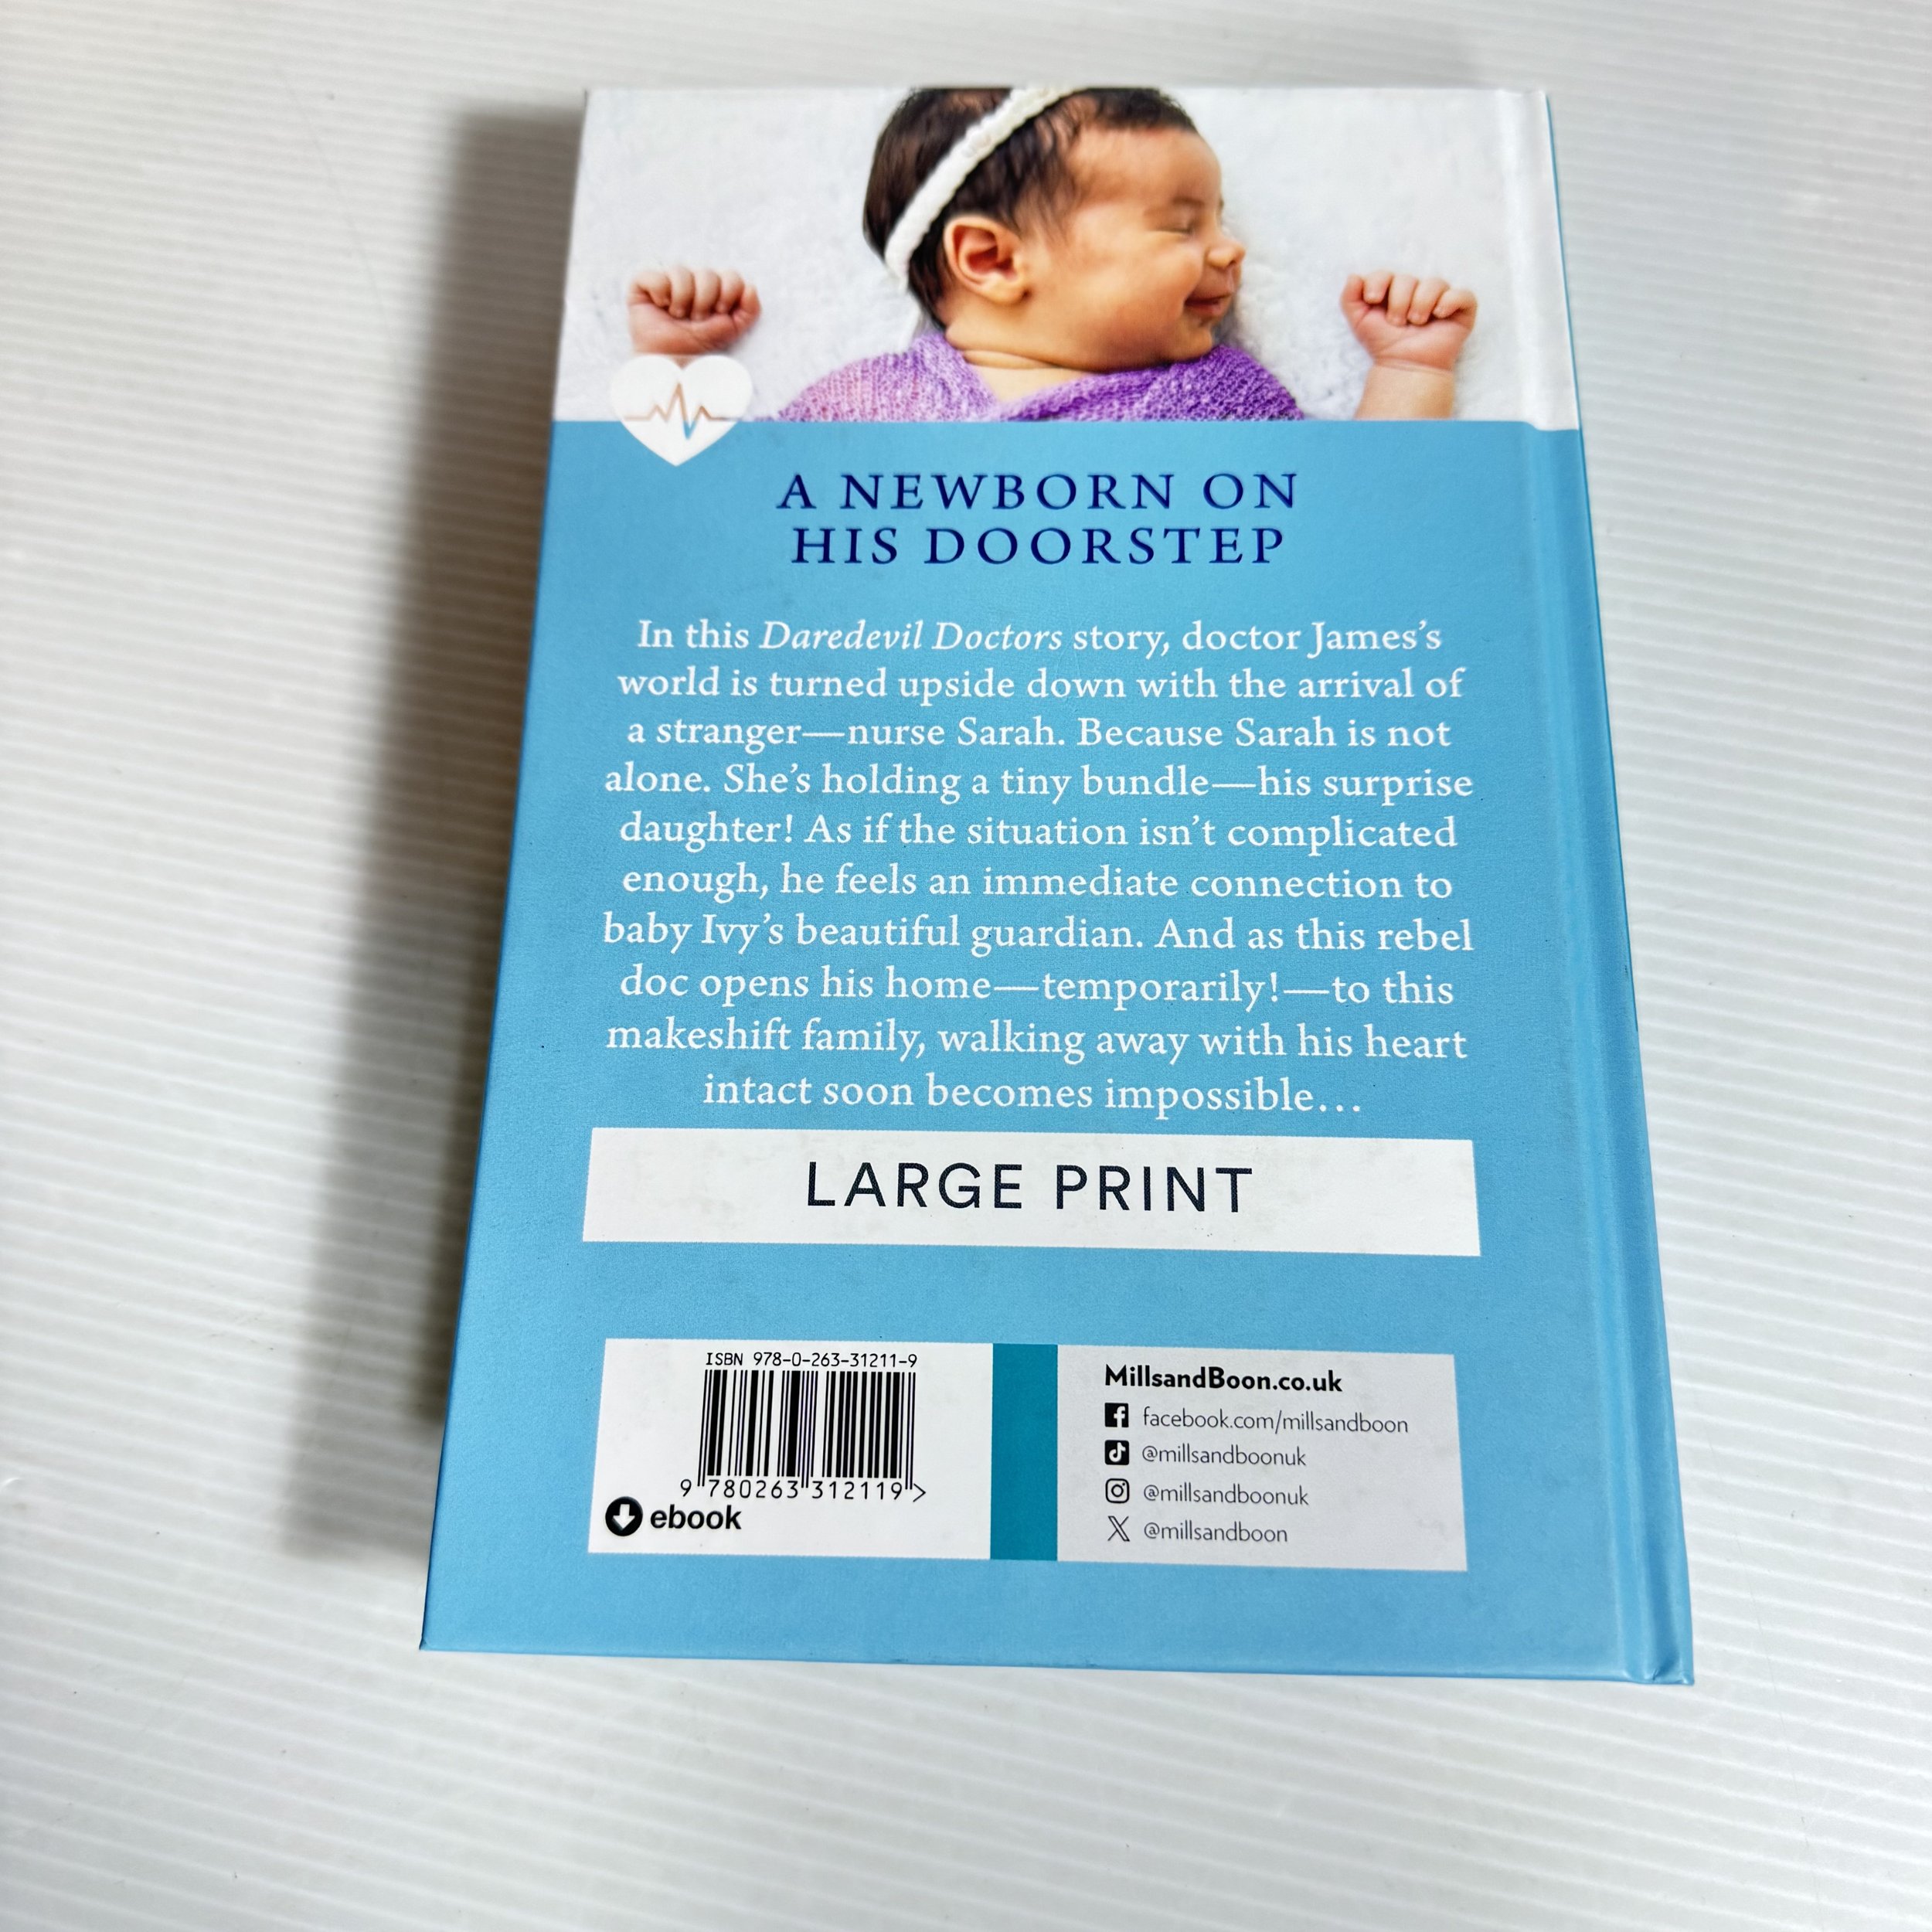 A NEWBORN ON
HIS DOORSTEP
In this Daredevil Doctors story, doctor James’s
world is turned upside down with the arrival of
a stranger—nurse Sarah. Because Sarah is not
alone. She’s holding a tiny bundle—his surprise
daughter! As if the situation isn’t complicated
enough, he feels an immediate connection to
baby Ivy’s beautiful guardian. And as this rebel
doc opens his home—temporarily!—to this
makeshift family, walking away with his heart
intact soon becomes impossible…
LARGE PRINT
ISBN 978-0-263-31211-9
9 780263 312119 >
ebook
MillsandBoon.co.uk
facebook.com/millsandboon
@millsandboonuk
@millsandboonuk
@millsandboon